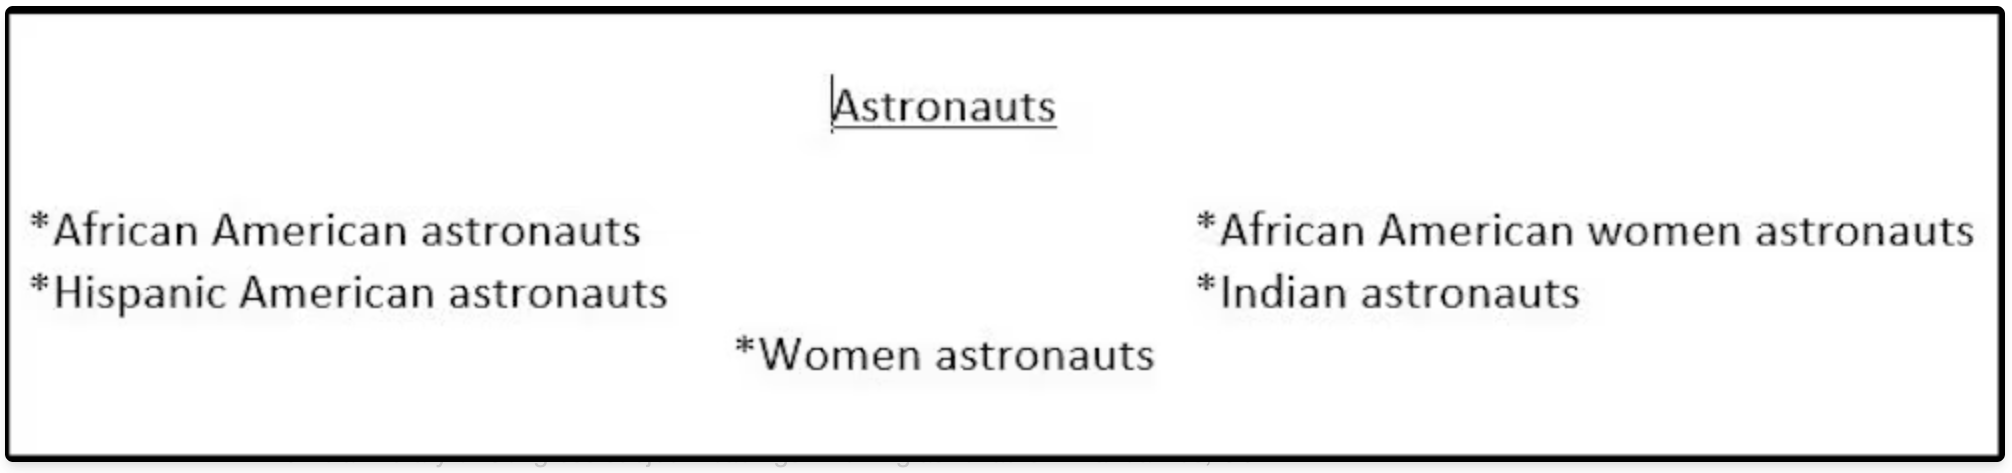 Astronauts
*African American astronauts *African American women astronauts
*Hispanic American astronauts *Indian astronauts
*Women astronauts